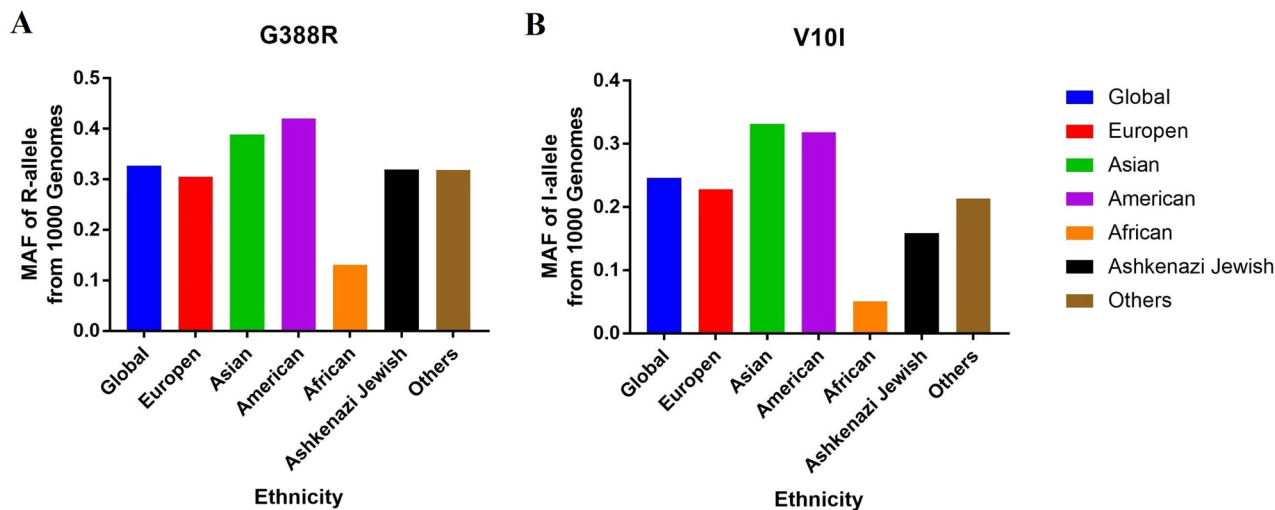 A
G388R
MAF of R-allele
from 1000 Genomes
0.5
0.4
0.3
0.2
0.1
0.0
Global
Europen
Asian
American
African
Ashkenazi Jewish
Others
Ethnicity
B
V10I
MAF of I-allele
from 1000 Genomes
0.4
0.3
0.2
0.1
0.0
Global
Europen
Asian
American
African
Ashkenazi Jewish
Others
Ethnicity
Global
Europen
Asian
American
African
Ashkenazi Jewish
Others